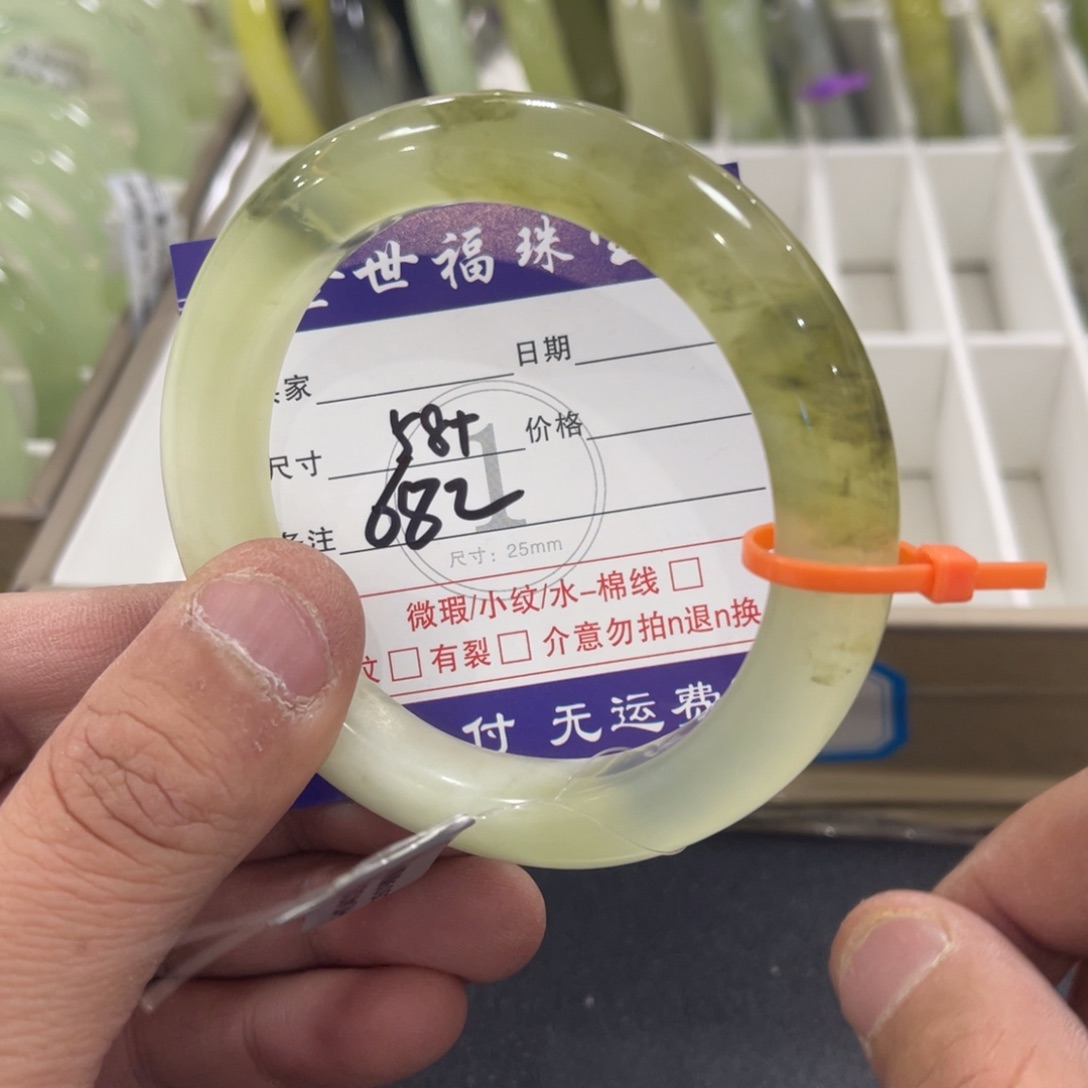 世福珠
家 日期
尺寸 58+ 价格
备注 682
1
尺寸：25mm
微瑕/小纹/水-棉线 □
纹 □ 有裂 □ 介意勿拍n退n换
付 无运费